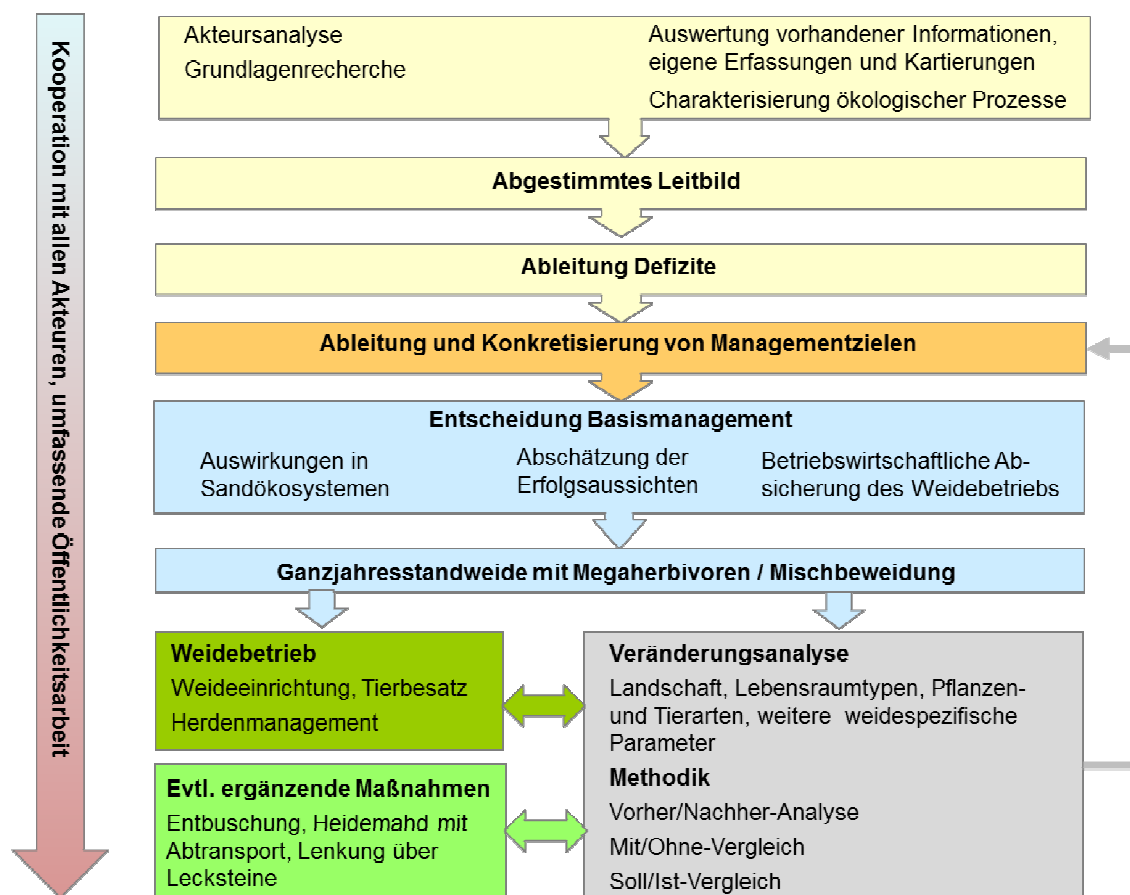 Kooperation mit allen Akteuren, umfassende Öffentlichkeitsarbeit
Akteursanalyse
Grundlagenrecherche
Auswertung vorhandener Informationen,
eigene Erfassungen und Kartierungen
Charakterisierung ökologischer Prozesse
Abgestimmtes Leitbild
Ableitung Defizite
Ableitung und Konkretisierung von Managementzielen
Entscheidung Basismanagement
Auswirkungen in
Sandökosystemen
Abschätzung der
Erfolgsaussichten
Betriebswirtschaftliche Ab-
sicherung des Weidebetriebs
Ganzjahresstandweide mit Megaherbivoren / Mischbeweidung
Weidebetrieb
Weideeinrichtung, Tierbesatz
Herdenmanagement
Evtl. ergänzende Maßnahmen
Entbuschung, Heidemahd mit
Abtransport, Lenkung über
Lecksteine
Veränderungsanalyse
Landschaft, Lebensraumtypen, Pflanzen-
und Tierarten, weitere weidespezifische
Parameter
Methodik
Vorher/Nachher-Analyse
Mit/Ohne-Vergleich
Soll/Ist-Vergleich